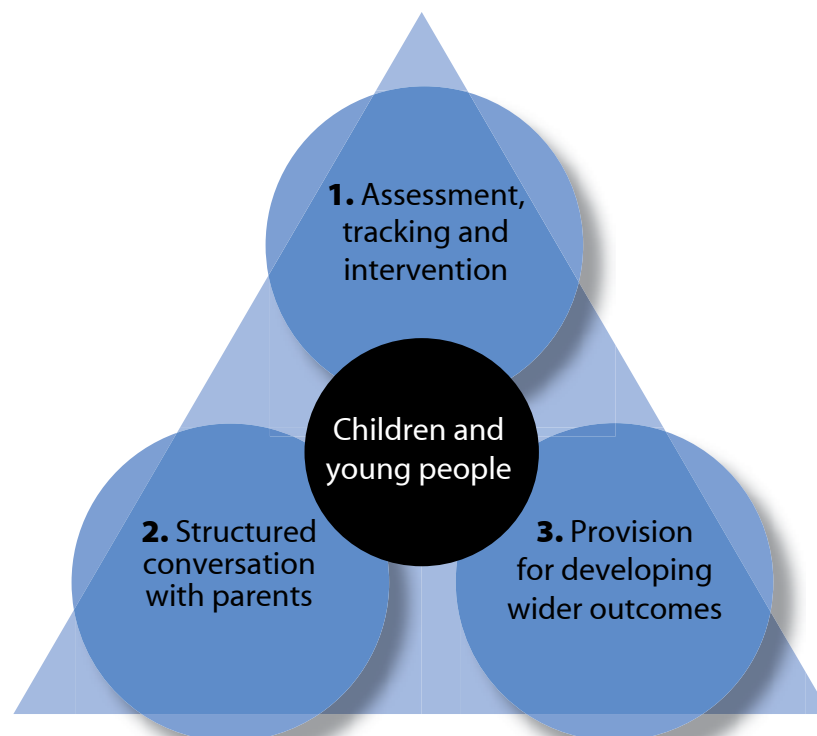 1. Assessment,
tracking and
intervention
Children and
young people
2. Structured
conversation
with parents
3. Provision
for developing
wider outcomes